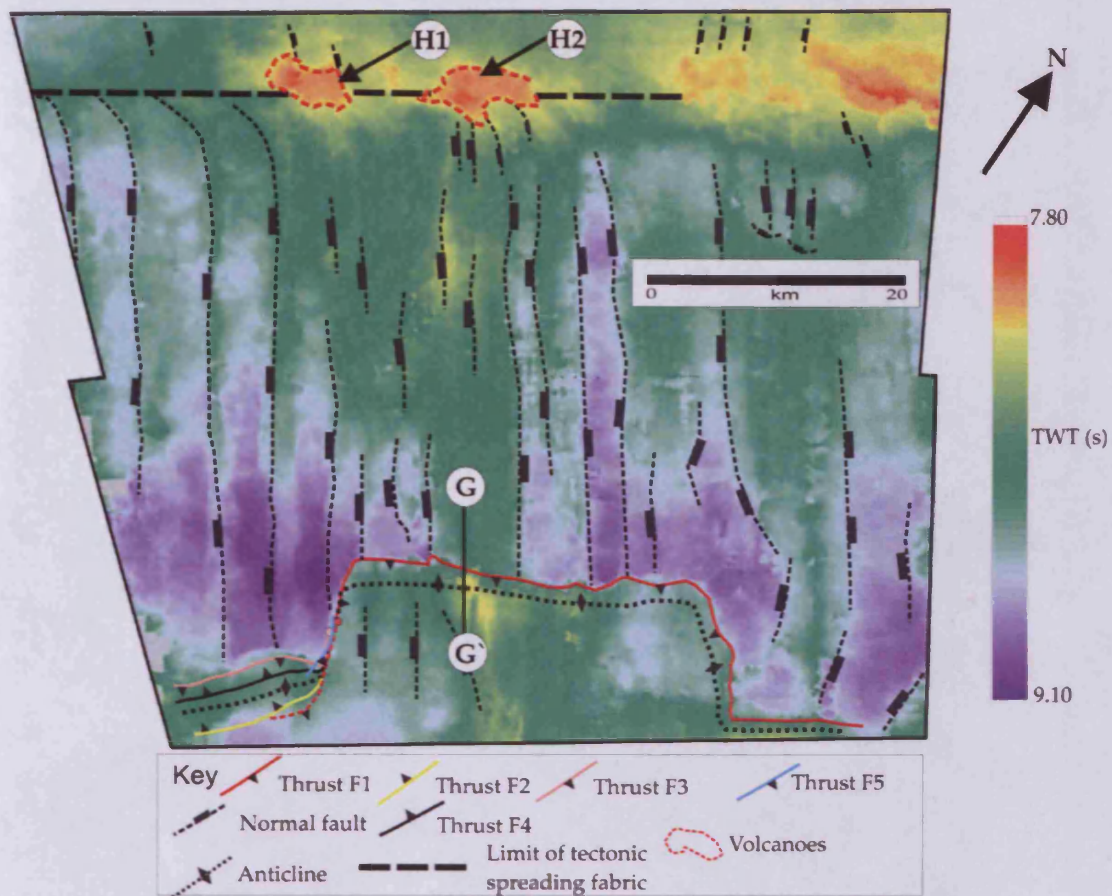 H1
H2
N
7.80
0
20
km
TWT (s)
G
G`
9.10
Key
Thrust F1
Thrust F2
Thrust F3
Thrust F5
Normal fault
Thrust F4
Volcanoes
Anticline
Limit of tectonic
spreading fabric